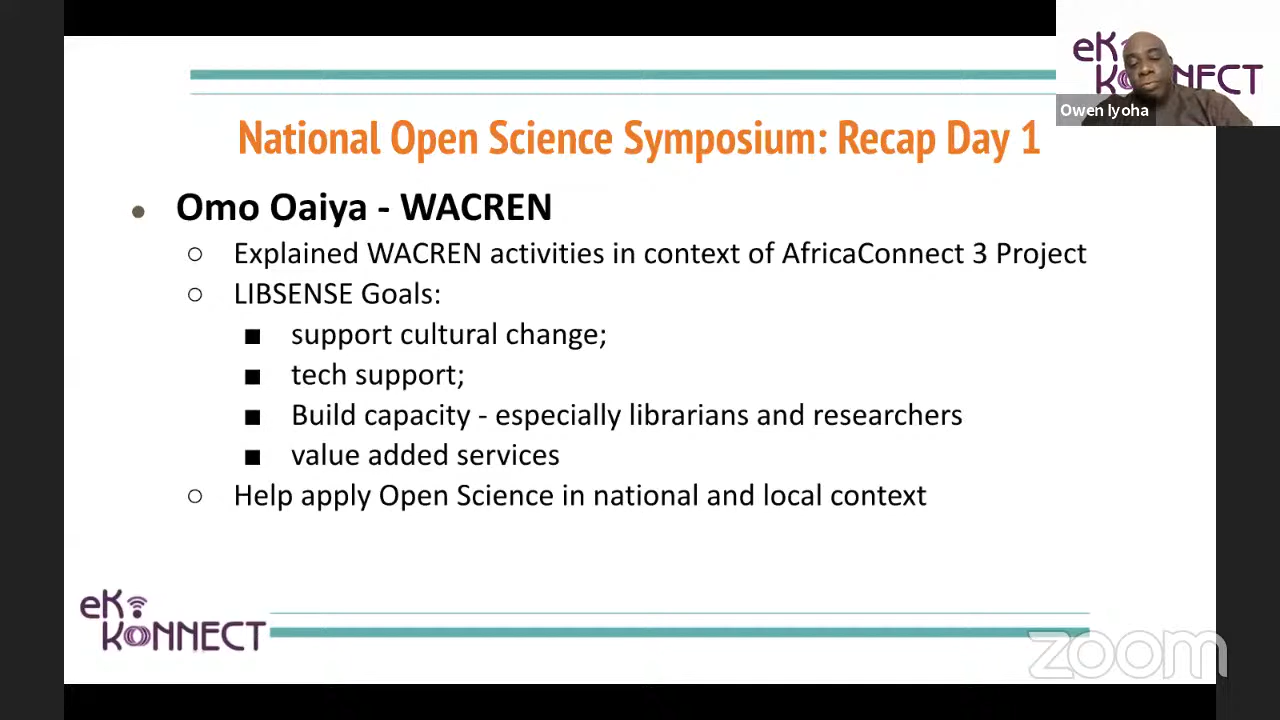 National Open Science Symposium: Recap Day 1
Owen Iyoha
● Omo Oaiya - WACREN
○ Explained WACREN activities in context of AfricaConnect 3 Project
○ LIBSENSE Goals:
■ support cultural change;
■ tech support;
■ Build capacity - especially librarians and researchers
■ value added services
○ Help apply Open Science in national and local context
eK
KONNECT
zoom